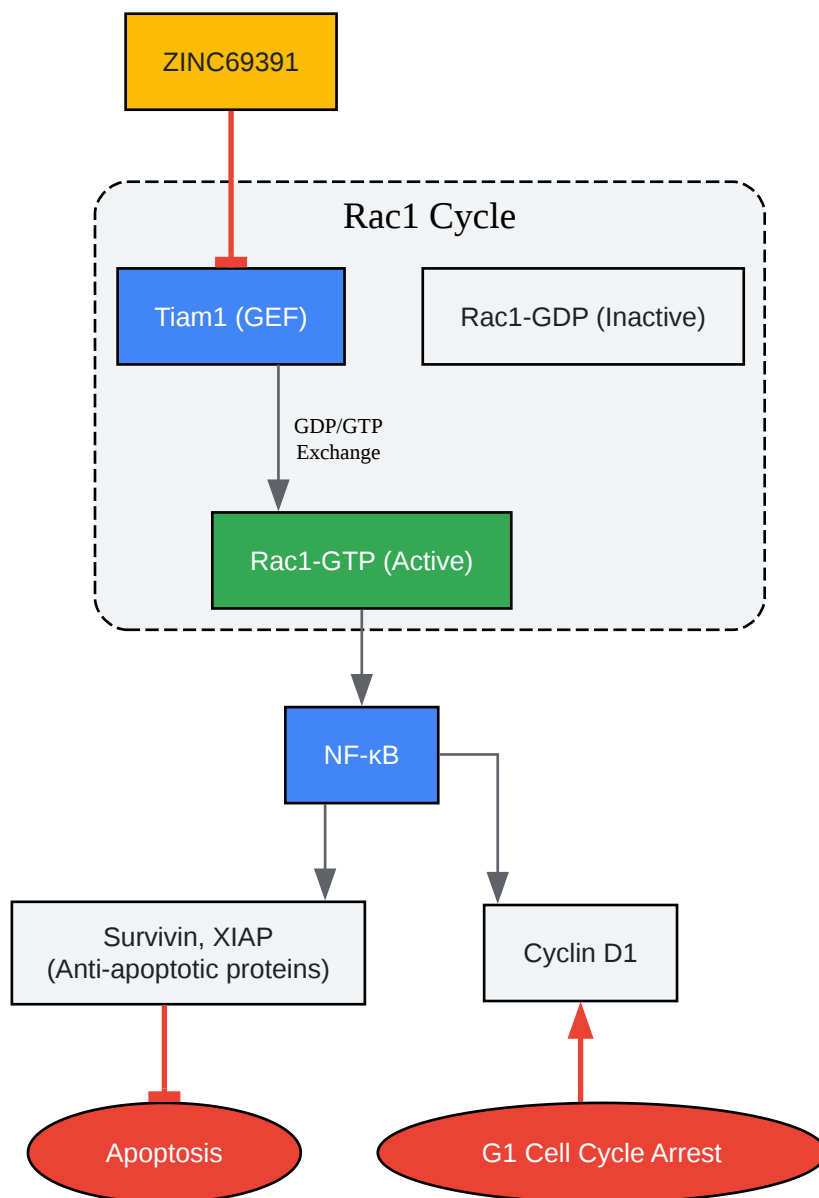 ZINC69391
Rac1 Cycle
Tiam1 (GEF)
Rac1-GDP (Inactive)
GDP/GTP
Exchange
Rac1-GTP (Active)
NF-κB
Survivin, XIAP
(Anti-apoptotic proteins)
Cyclin D1
Apoptosis
G1 Cell Cycle Arrest